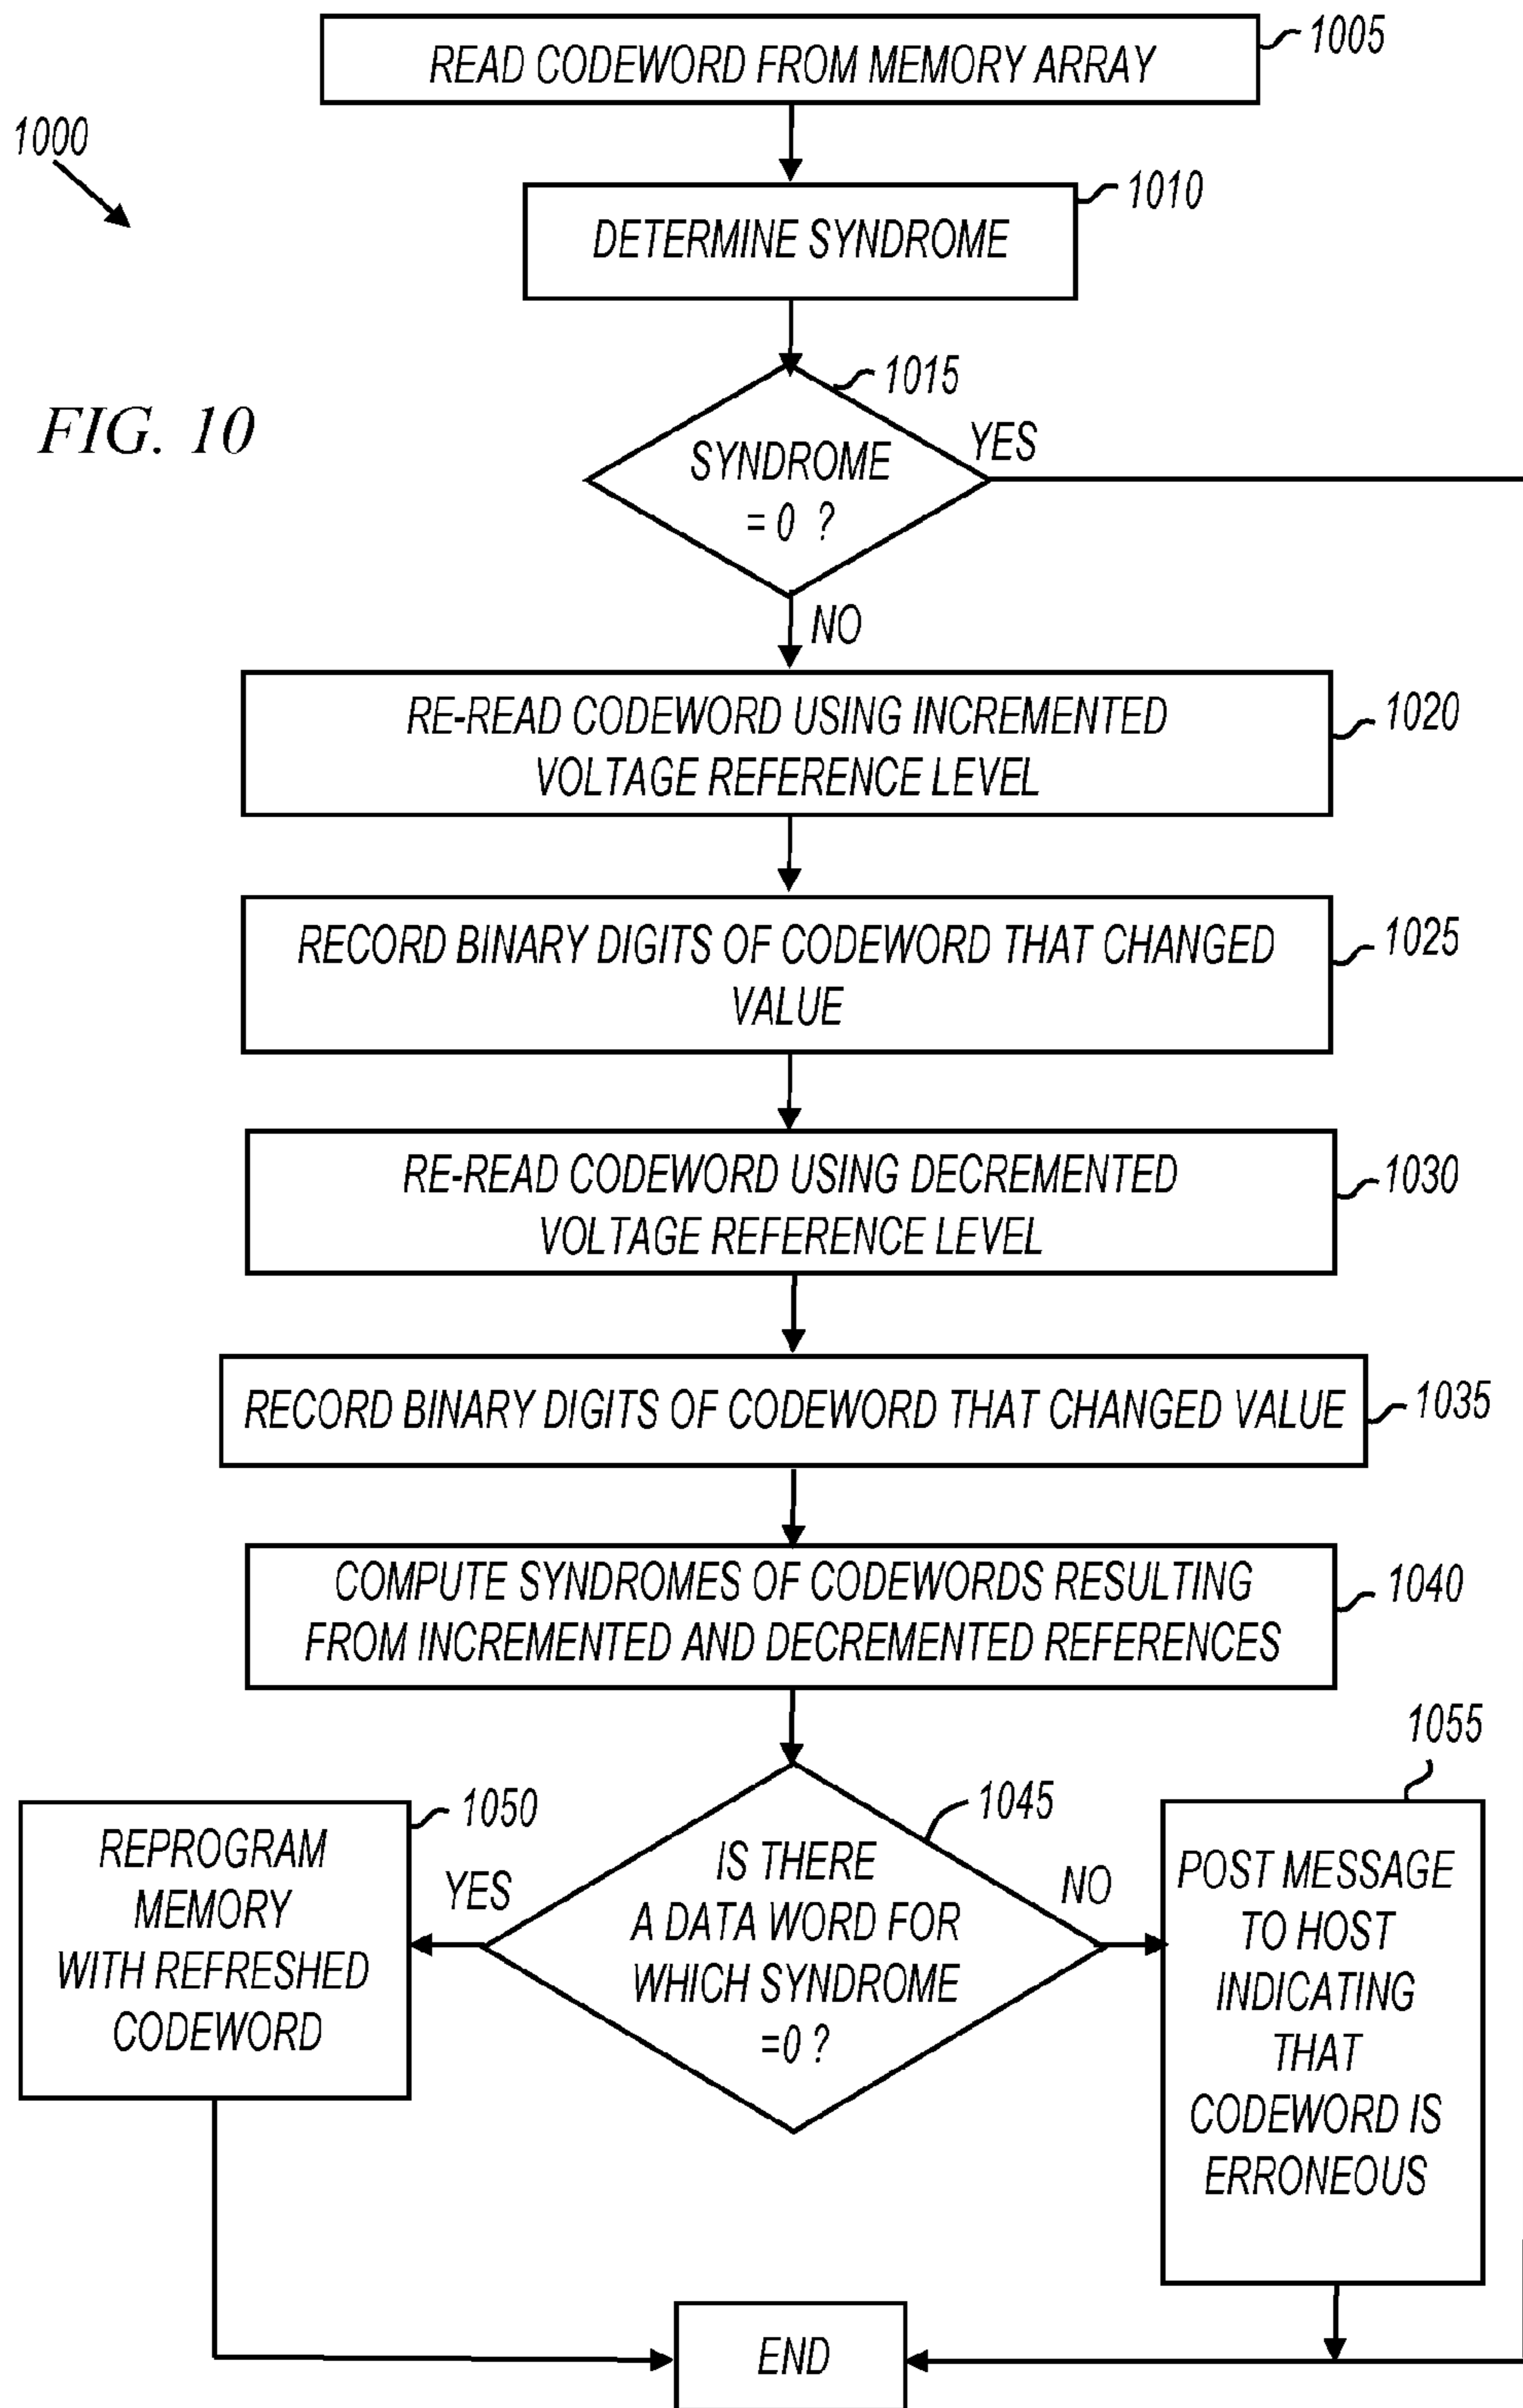 READ CODEWORD FROM MEMORY ARRAY
1005
1000
DETERMINE SYNDROME
1010
FIG. 10
1015
SYNDROME
= 0 ?
YES
NO
RE-READ CODEWORD USING INCREMENTED
VOLTAGE REFERENCE LEVEL
1020
RECORD BINARY DIGITS OF CODEWORD THAT CHANGED
VALUE
1025
RE-READ CODEWORD USING DECREMENTED
VOLTAGE REFERENCE LEVEL
1030
RECORD BINARY DIGITS OF CODEWORD THAT CHANGED VALUE
1035
COMPUTE SYNDROMES OF CODEWORDS RESULTING
FROM INCREMENTED AND DECREMENTED REFERENCES
1040
1045
IS THERE
A DATA WORD FOR
WHICH SYNDROME
=0 ?
YES
1050
REPROGRAM
MEMORY
WITH REFRESHED
CODEWORD
NO
1055
POST MESSAGE
TO HOST
INDICATING
THAT
CODEWORD IS
ERRONEOUS
END